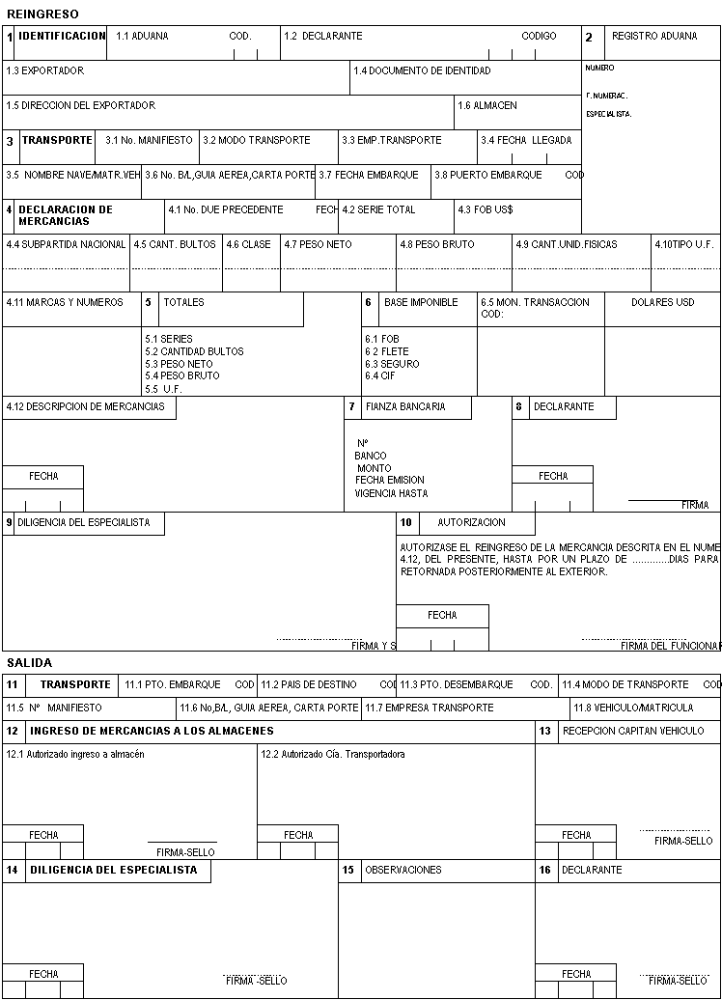 REINGRESO
1 IDENTIFICACION 1.1 ADUANA COD. 1.2 DECLARANTE CODIGO 2 REGISTRO ADUANA
1.3 EXPORTADOR 1.4 DOCUMENTO DE IDENTIDAD NUMERO
F.NUMERAC.
1.5 DIRECCION DEL EXPORTADOR 1.6 ALMACEN
ESPECIALISTA.
3 TRANSPORTE 3.1 No. MANIFIESTO 3.2 MODO TRANSPORTE 3.3 EMP.TRANSPORTE 3.4 FECHA LLEGADA
3.5 NOMBRE NAVE/MATR.VEH 3.6 No. B/L,GUIA AEREA,CARTA PORTE 3.7 FECHA EMBARQUE 3.8 PUERTO EMBARQUE COD
4 DECLARACION DE 4.1 No. DUE PRECEDENTE FECH 4.2 SERIE TOTAL 4.3 FOB US$
MERCANCIAS
4.4 SUBPARTIDA NACIONAL 4.5 CANT. BULTOS 4.6 CLASE 4.7 PESO NETO 4.8 PESO BRUTO 4.9 CANT.UNID.FISICAS 4.10TIPO U.F.
4.11 MARCAS Y NUMEROS 5 TOTALES 6 BASE IMPONIBLE 6.5 MON. TRANSACCION DOLARES USD
COD:
5.1 SERIES 6.1 FOB
5.2 CANTIDAD BULTOS 6 2 FLETE
5.3 PESO NETO 6.3 SEGURO
5.4 PESO BRUTO 6.4 CIF
5.5 U.F.
4.12 DESCRIPCION DE MERCANCIAS 7 FIANZA BANCARIA 8 DECLARANTE
Nº
BANCO
MONTO
FECHA FECHA EMISION FECHA
VIGENCIA HASTA
FIRMA
9 DILIGENCIA DEL ESPECIALISTA 10 AUTORIZACION
AUTORIZASE EL REINGRESO DE LA MERCANCIA DESCRITA EN EL NUME
4.12, DEL PRESENTE, HASTA POR UN PLAZO DE .............DIAS PARA
RETORNADA POSTERIORMENTE AL EXTERIOR.
FECHA
FIRMA Y S FIRMA DEL FUNCIONAR
SALIDA
11 TRANSPORTE 11.1 PTO. EMBARQUE COD 11.2 PAIS DE DESTINO COD 11.3 PTO. DESEMBARQUE COD. 11.4 MODO DE TRANSPORTE COD
11.5 Nº MANIFIESTO 11.6 No,B/L, GUIA AEREA, CARTA PORTE 11.7 EMPRESA TRANSPORTE 11.8 VEHICULO/MATRICULA
12 INGRESO DE MERCANCIAS A LOS ALMACENES 13 RECEPCION CAPITAN VEHICULO
12.1 Autorizado ingreso a almacén 12.2 Autorizado Cía. Transportadora
FECHA FECHA FECHA
FIRMA-SELLO FIRMA-SELLO
14 DILIGENCIA DEL ESPECIALISTA 15 OBSERVACIONES 16 DECLARANTE
FECHA FECHA
FIRMA -SELLO FIRMA-SELLO